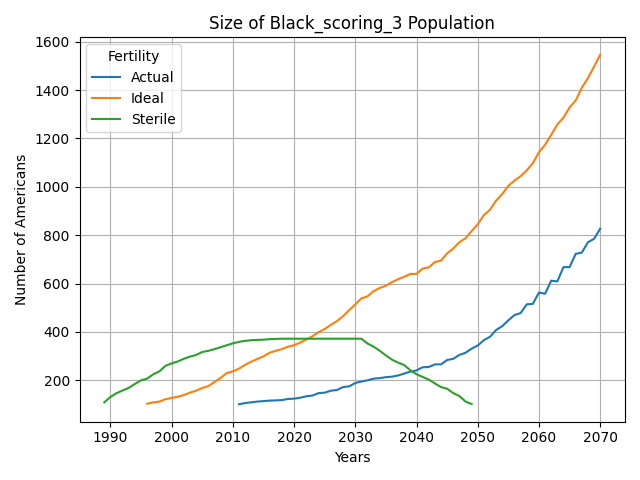 Size of Black_scoring_3 Population
Number of Americans
1600
1400
1200
1000
800
600
400
200
Fertility
Actual
Ideal
Sterile
1990 2000 2010 2020 2030 2040 2050 2060 2070
Years